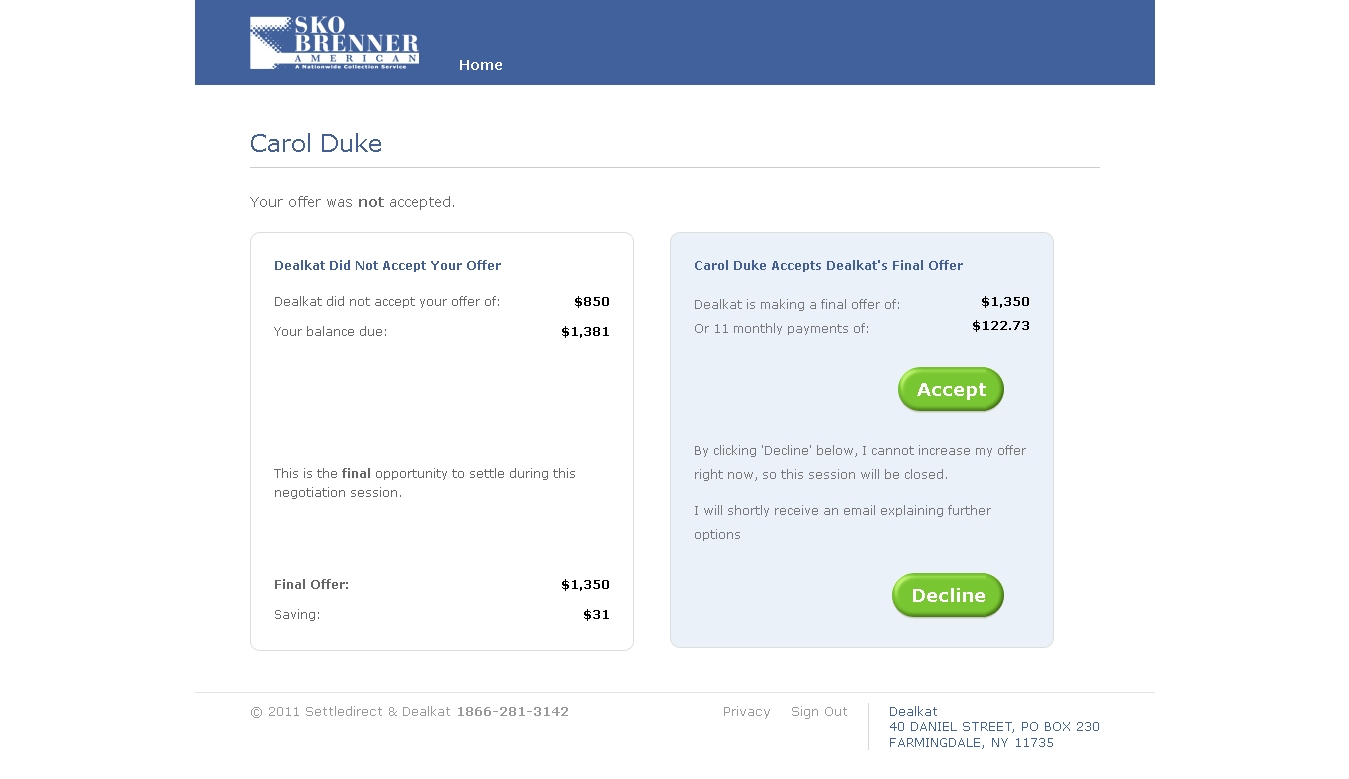 SKO
BRENNER
AMERICAN
A Nationwide Collection Service
Home
Carol Duke
Your offer was not accepted.
Dealkat Did Not Accept Your Offer
Dealkat did not accept your offer of: $850
Your balance due: $1,381
This is the final opportunity to settle during this
negotiation session.
Final Offer: $1,350
Saving: $31
Carol Duke Accepts Dealkat's Final Offer
Dealkat is making a final offer of: $1,350
Or 11 monthly payments of: $122.73
Accept
By clicking 'Decline' below, I cannot increase my offer
right now, so this session will be closed.
I will shortly receive an email explaining further
options
Decline
© 2011 Settledirect & Dealkat 1866-281-3142
Privacy Sign Out
Dealkat
40 DANIEL STREET, PO BOX 230
FARMINGDALE, NY 11735